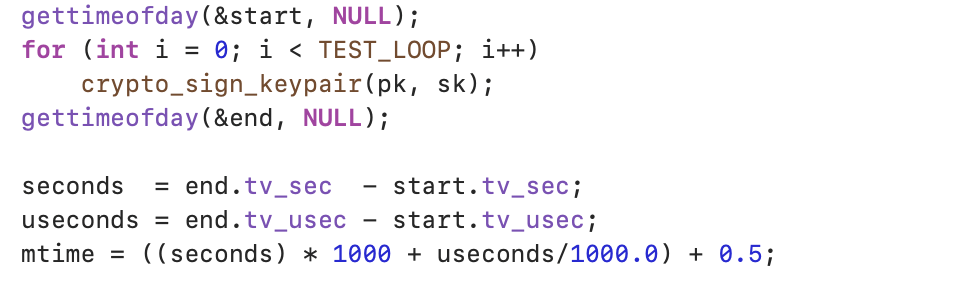 gettimeofday(&start, NULL);
for (int i = 0; i < TEST_LOOP; i++)
    crypto_sign_keypair(pk, sk);
gettimeofday(&end, NULL);

seconds  = end.tv_sec  - start.tv_sec;
useconds = end.tv_usec - start.tv_usec;
mtime = ((seconds) * 1000 + useconds/1000.0) + 0.5;